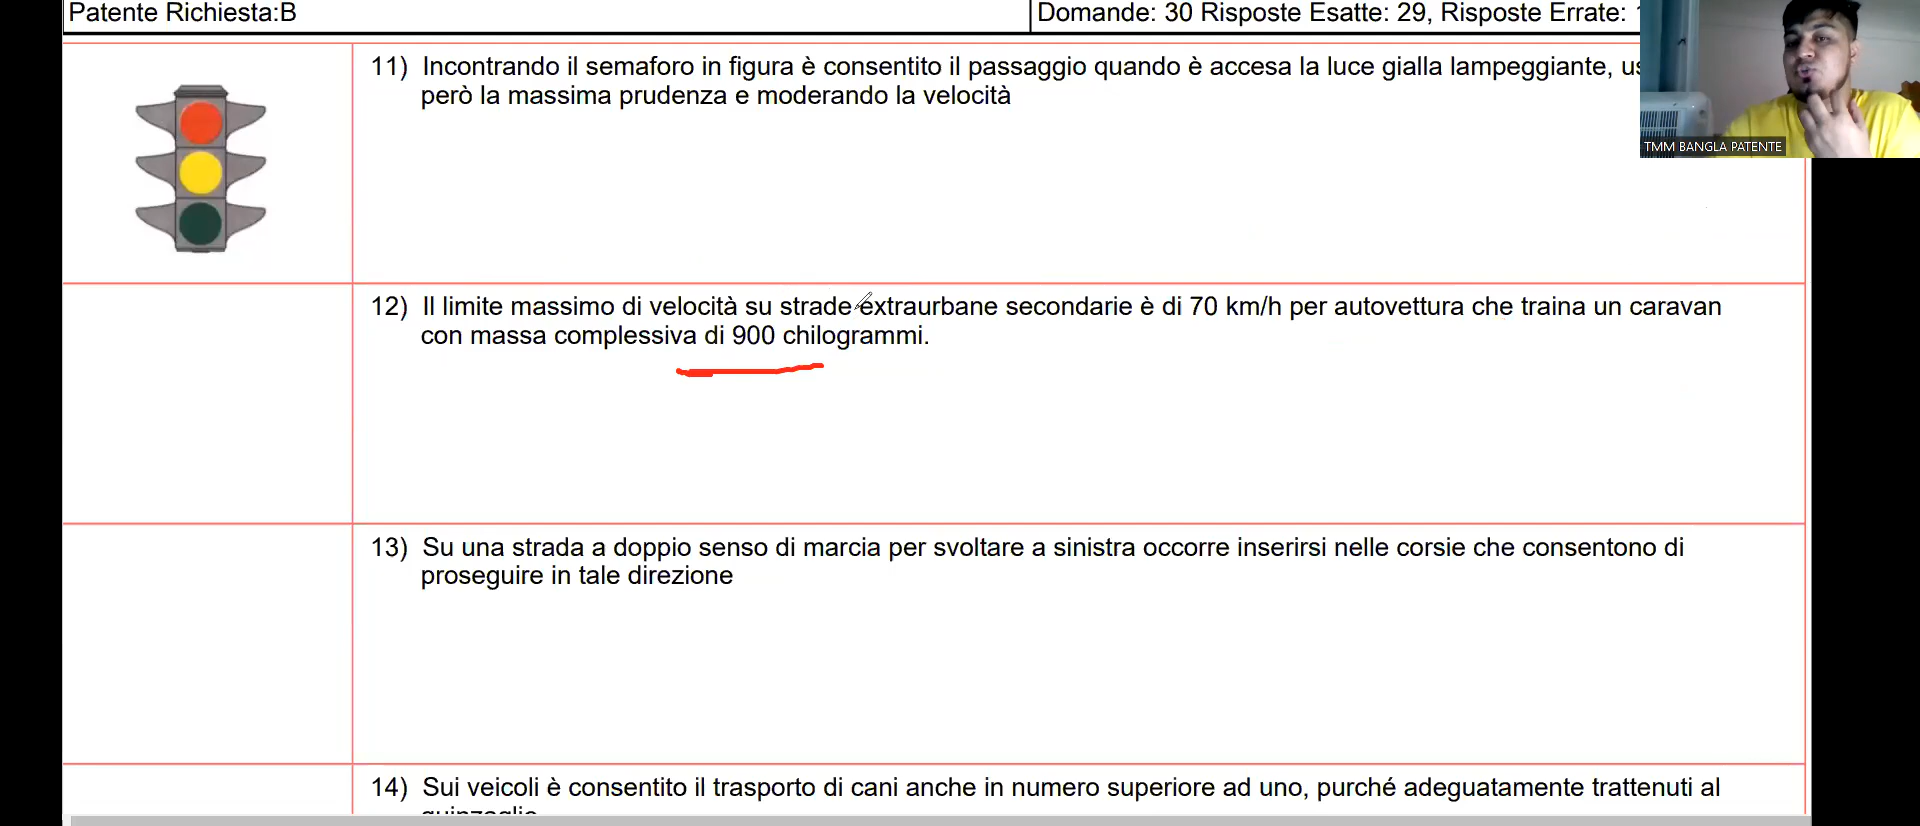 Patente Richiesta:B
Domande: 30 Risposte Esatte: 29, Risposte Errate:
11) Incontrando il semaforo in figura è consentito il passaggio quando è accesa la luce gialla lampeggiante,
però la massima prudenza e moderando la velocità
TMM BANGLA PATENTE
12) Il limite massimo di velocità su strade extraurbane secondarie è di 70 km/h per autovettura che traina un caravan
con massa complessiva di 900 chilogrammi.
13) Su una strada a doppio senso di marcia per svoltare a sinistra occorre inserirsi nelle corsie che consentono di
proseguire in tale direzione
14) Sui veicoli è consentito il trasporto di cani anche in numero superiore ad uno, purché adeguatamente trattenuti al